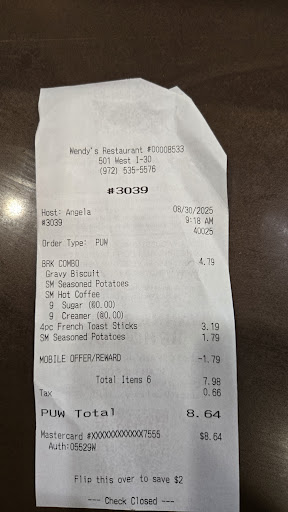 Wendy's Restaurant #00008533
501 West I-30
(972) 535-5576
#3039
Host: Angela 08/30/2025
#3039 9:18 AM
40025
Order Type: PUW
BRK COMBO 4.79
Gravy Biscuit
SM Seasoned Potatoes
SM Hot Coffee
9 Sugar (@0.00)
9 Creamer (@0.00)
4pc French Toast Sticks 3.19
SM Seasoned Potatoes 1.79
MOBILE OFFER/REWARD -1.79
Total Items 6 7.98
Tax 0.66
PUW Total 8.64
Mastercard #XXXXXXXXXXXX7555 $8.64
Auth:05529W
Flip this over to save $2
--- Check Closed ---